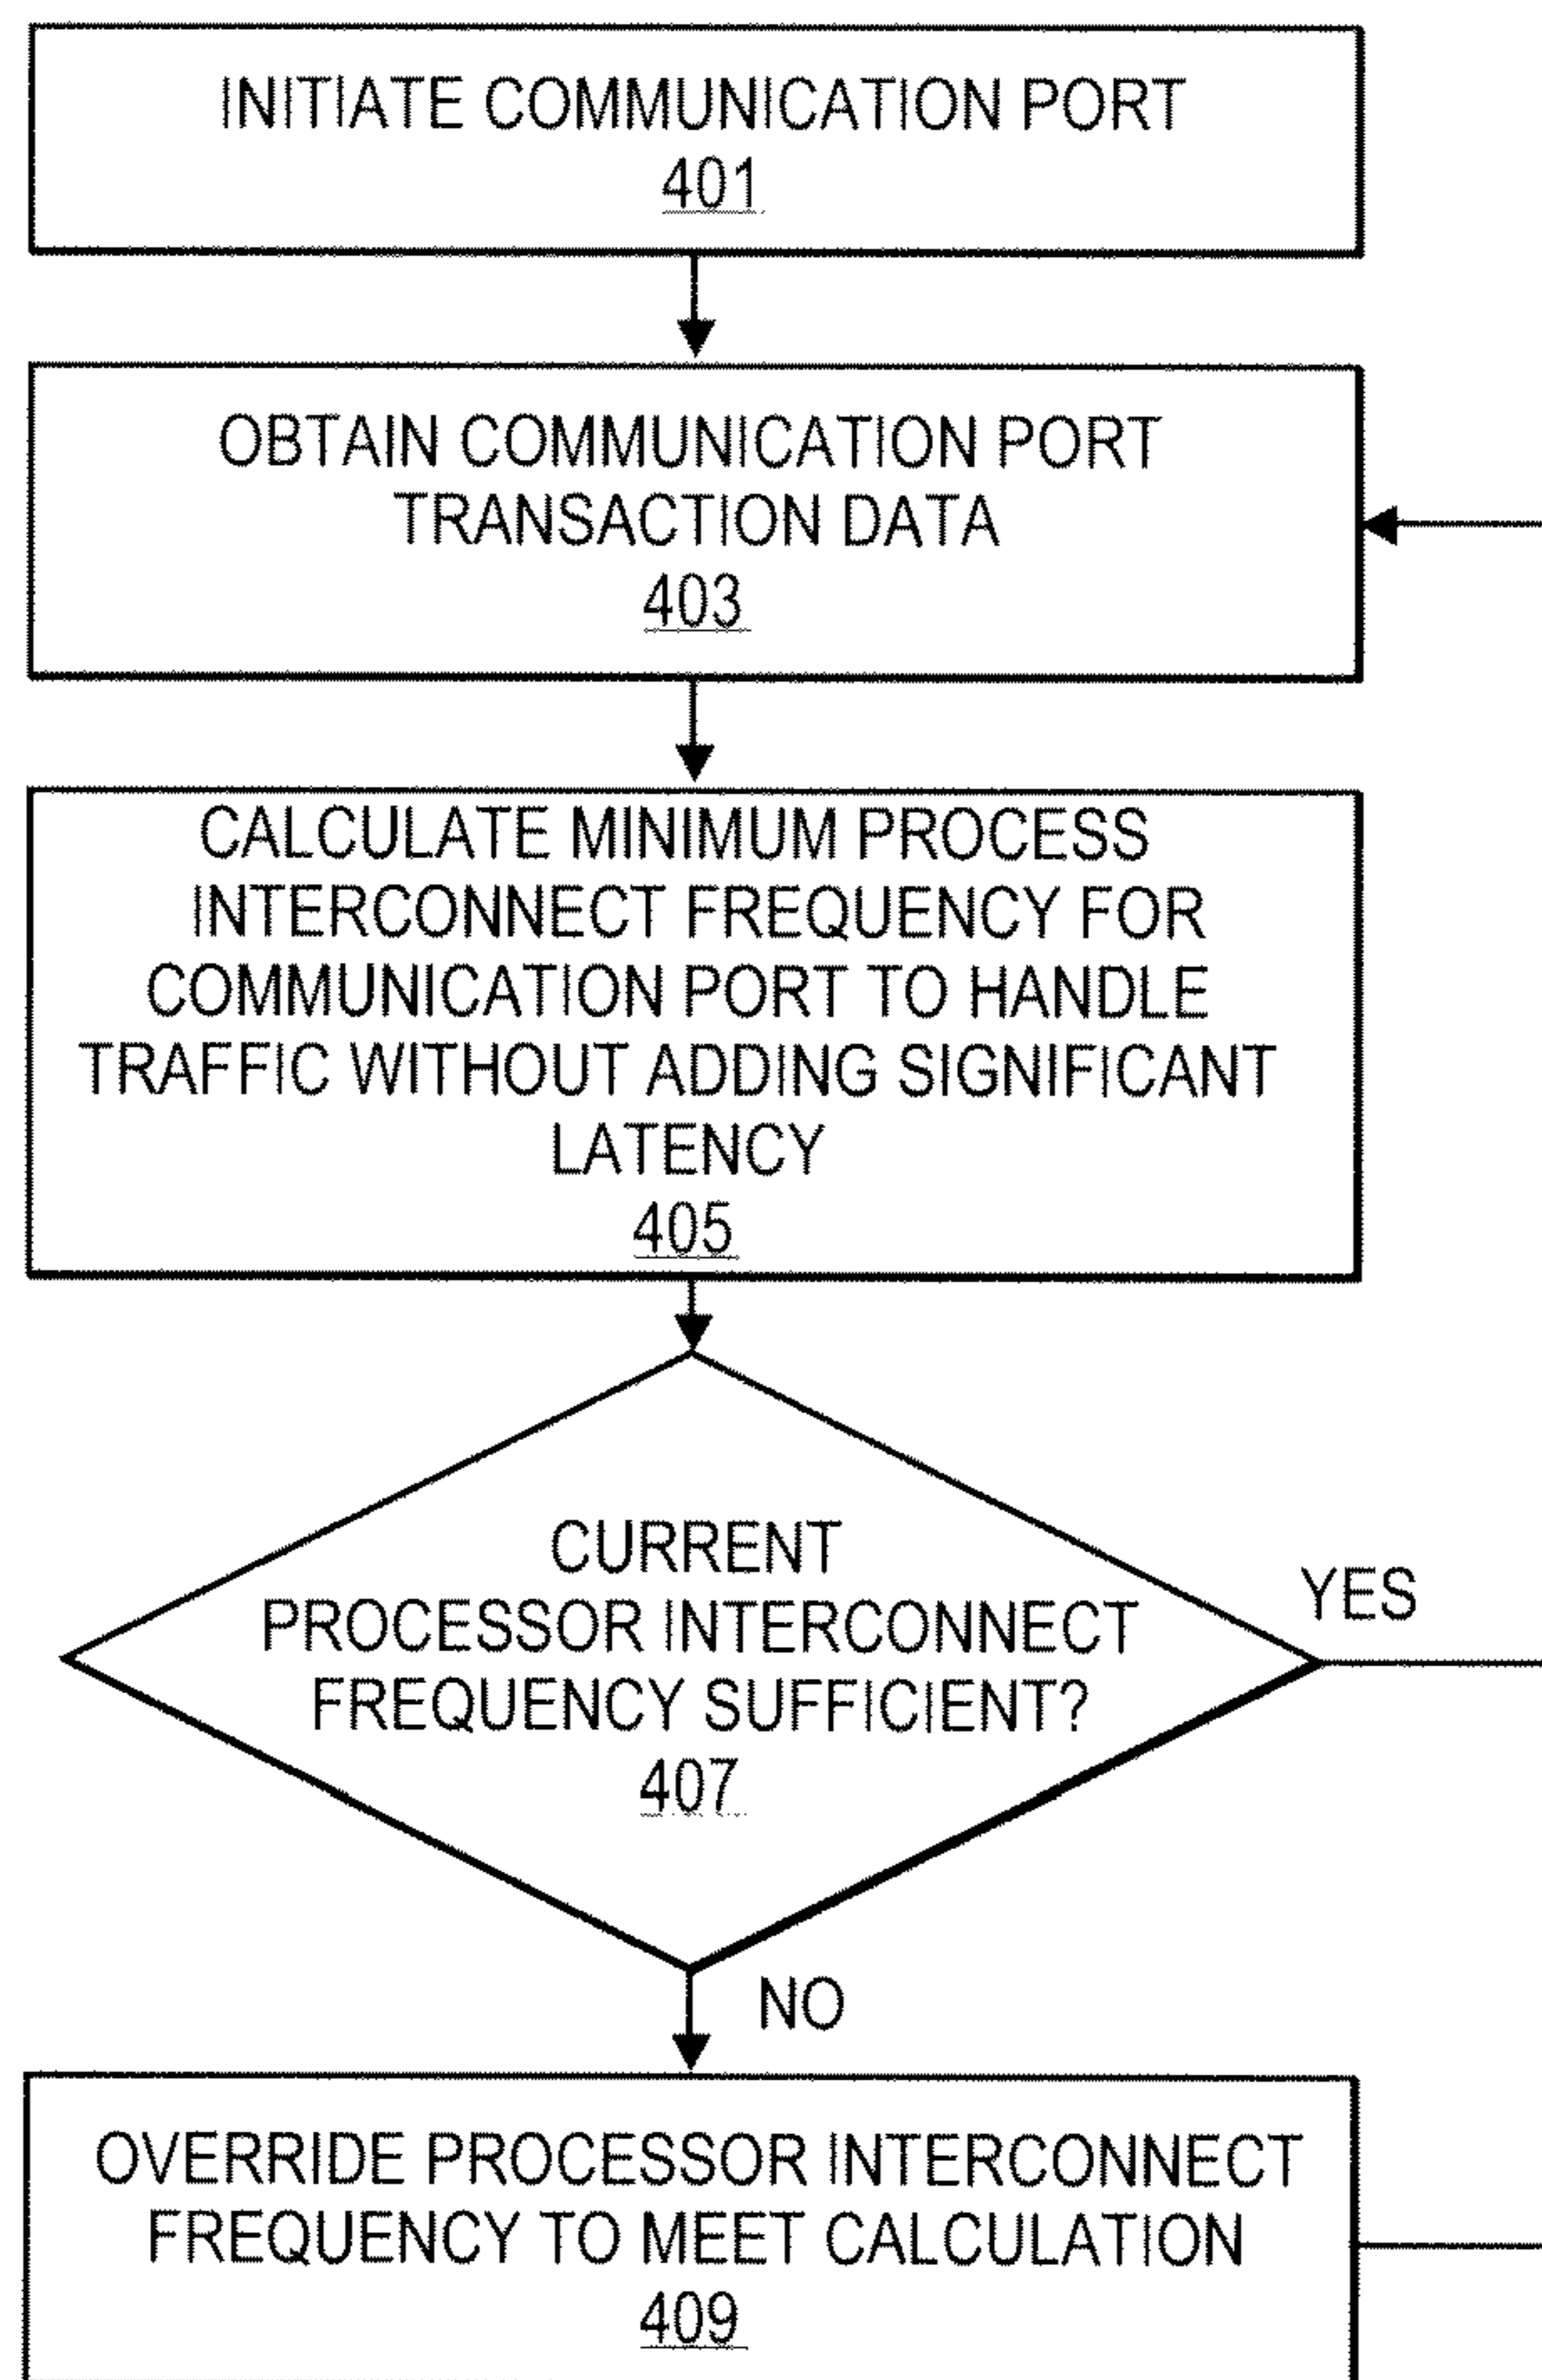 INITIATE COMMUNICATION PORT
401
OBTAIN COMMUNICATION PORT
TRANSACTION DATA
403
CALCULATE MINIMUM PROCESS
INTERCONNECT FREQUENCY FOR
COMMUNICATION PORT TO HANDLE
TRAFFIC WITHOUT ADDING SIGNIFICANT
LATENCY
405
CURRENT
PROCESSOR INTERCONNECT
FREQUENCY SUFFICIENT?
407
YES
NO
OVERRIDE PROCESSOR INTERCONNECT
FREQUENCY TO MEET CALCULATION
409